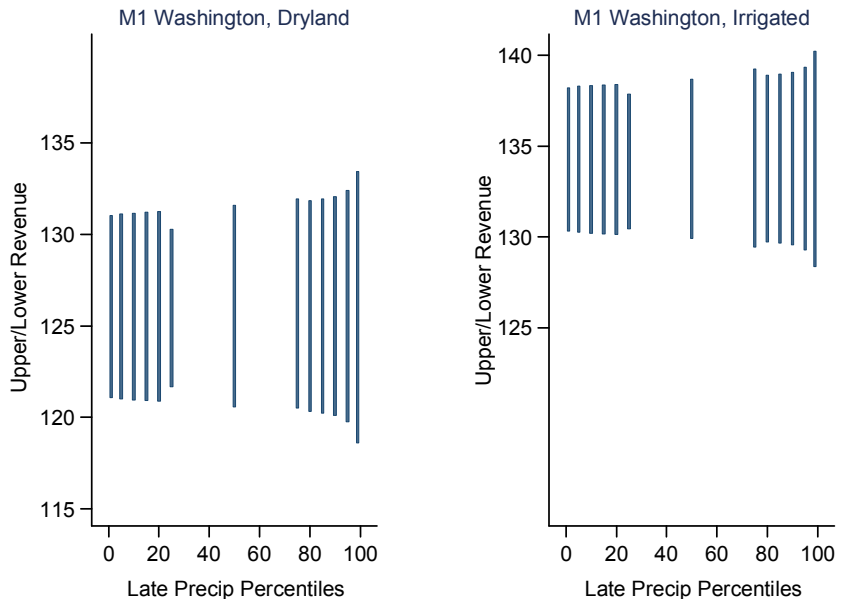 M1 Washington, Dryland
135
130
125
120
115
Upper/Lower Revenue
0 20 40 60 80 100
Late Precip Percentiles
M1 Washington, Irrigated
140
135
130
125
Upper/Lower Revenue
0 20 40 60 80 100
Late Precip Percentiles